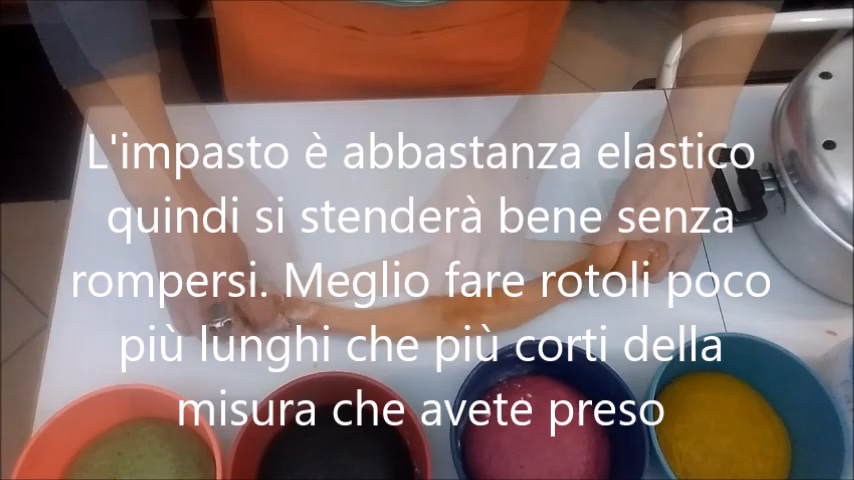 L'impasto è abbastanza elastico
quindi si stenderà bene senza
rompersi. Meglio fare rotoli poco
più lunghi che più corti della
misura che avete preso